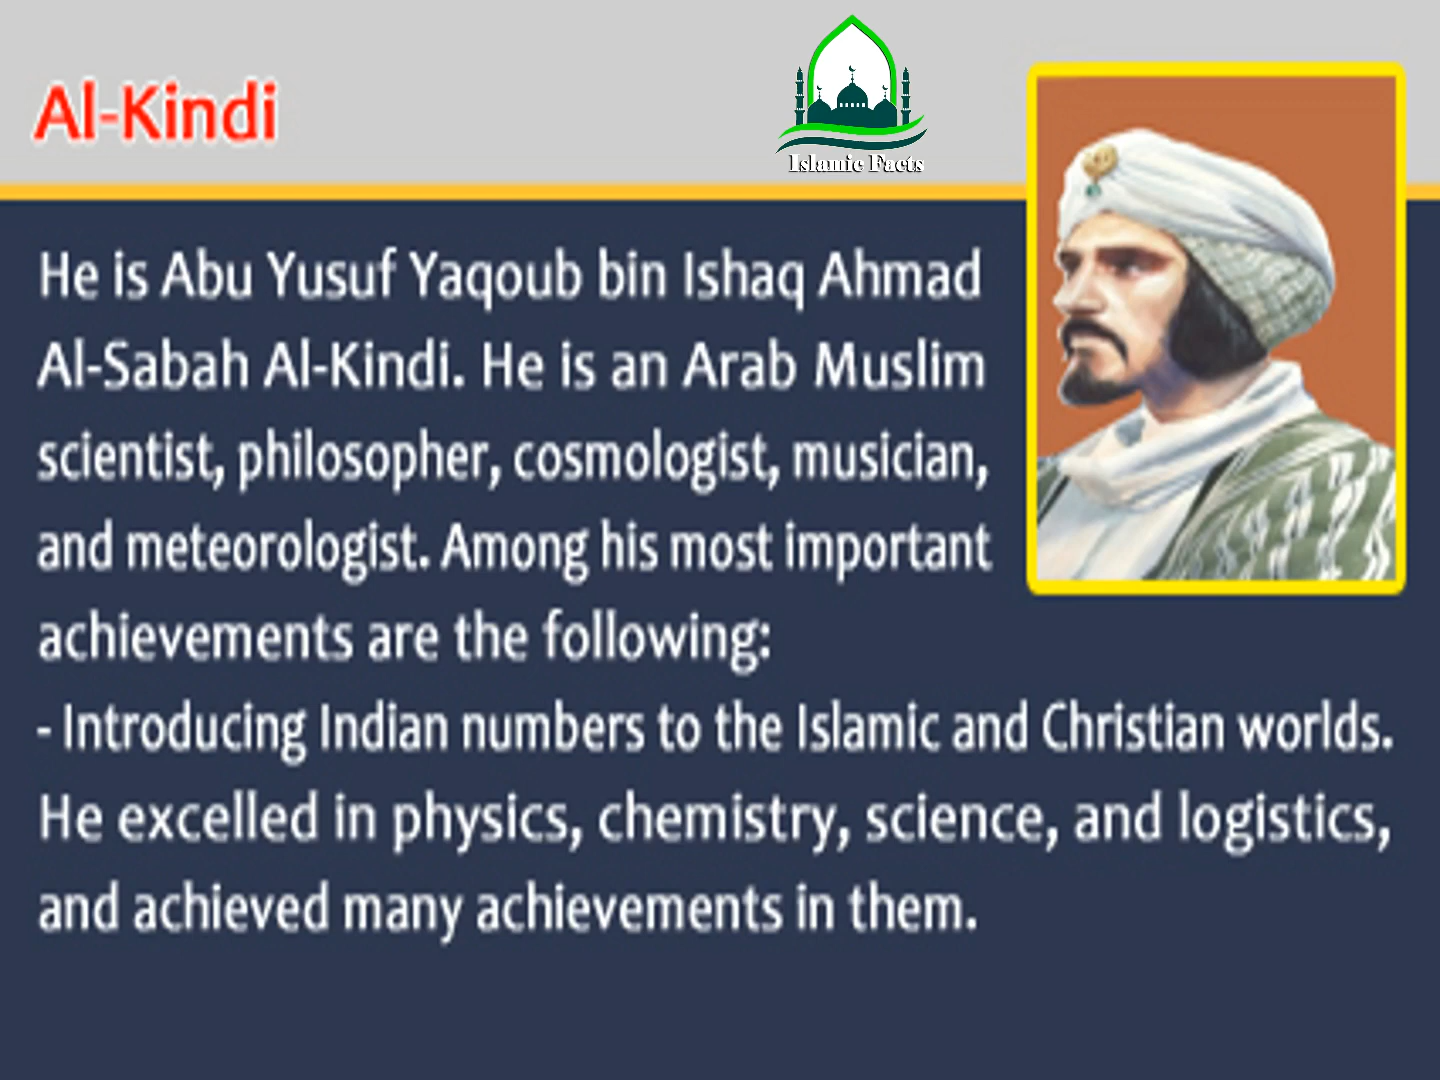 Al-Kindi
Islamic Facts
He is Abu Yusuf Yaqoub bin Ishaq Ahmad
Al-Sabah Al-Kindi. He is an Arab Muslim
scientist, philosopher, cosmologist, musician,
and meteorologist. Among his most important
achievements are the following:
- Introducing Indian numbers to the Islamic and Christian worlds.
He excelled in physics, chemistry, science, and logistics,
and achieved many achievements in them.